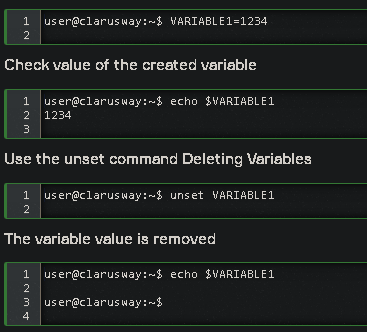 1 user@clarusway:~$ VARIABLE1=1234
2
Check value of the created variable
1 user@clarusway:~$ echo $VARIABLE1
2 1234
3
Use the unset command Deleting Variables
1 user@clarusway:~$ unset VARIABLE1
2
The variable value is removed
1 user@clarusway:~$ echo $VARIABLE1
2
3 user@clarusway:~$
4